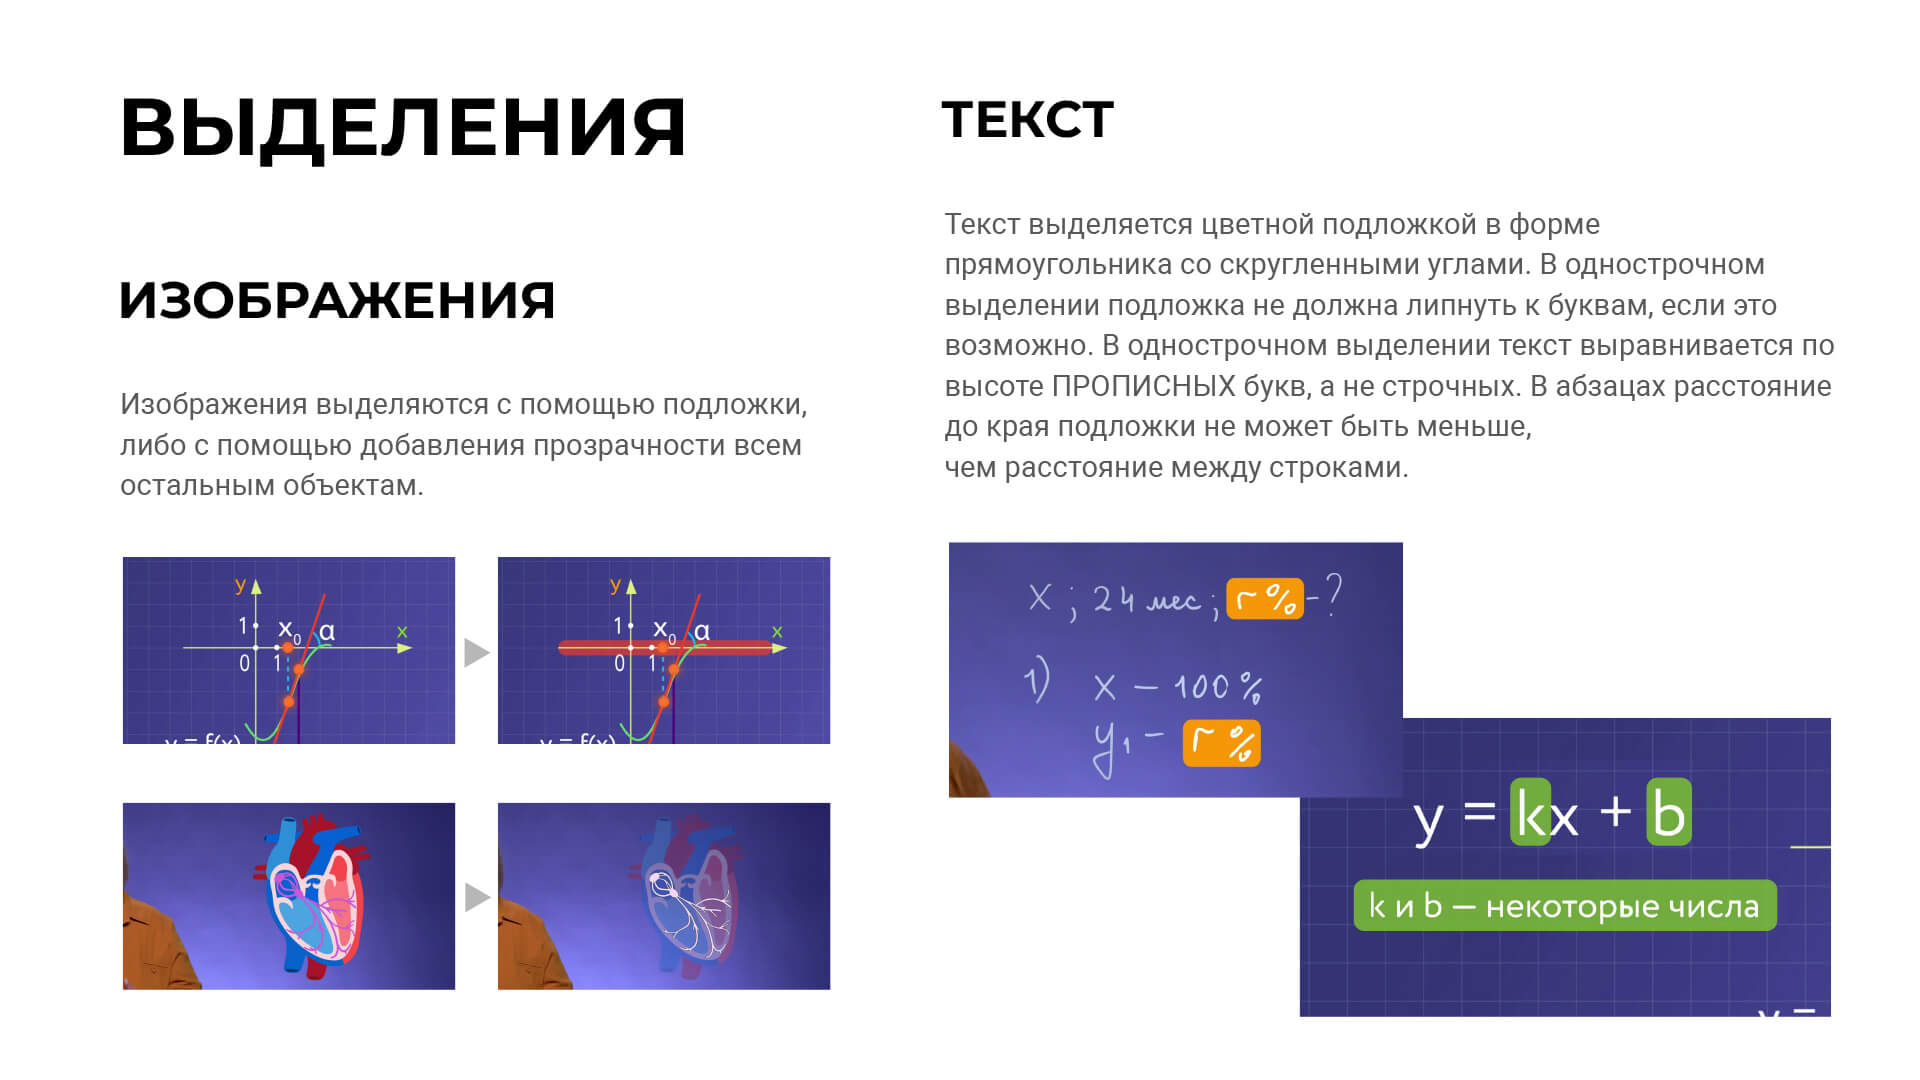 ВЫДЕЛЕНИЯ
ИЗОБРАЖЕНИЯ
Изображения выделяются с помощью подложки,
либо с помощью добавления прозрачности всем
остальным объектам.
y
1
x₀ α
x
0 1
y = f(x)
y
1
x₀ α
x
0 1
y = f(x)
ТЕКСТ
Текст выделяется цветной подложкой в форме
прямоугольника со скругленными углами. В однострочном
выделении подложка не должна липнуть к буквам, если это
возможно. В однострочном выделении текст выравнивается по
высоте ПРОПИСНЫХ букв, а не строчных. В абзацах расстояние
до края подложки не может быть меньше,
чем расстояние между строками.
x ; 24 мес ; r % - ?
1) x – 100 %
y₁ – r %
y = kx + b
k и b — некоторые числа
y =